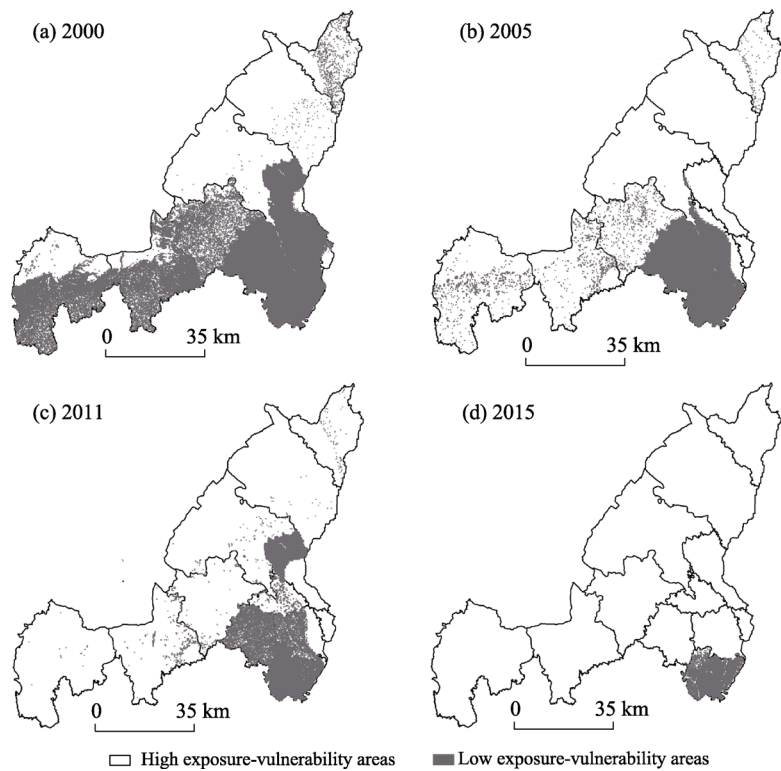 (a) 2000
(b) 2005
0 35 km
0 35 km
(c) 2011
(d) 2015
0 35 km
0 35 km
High exposure-vulnerability areas
Low exposure-vulnerability areas